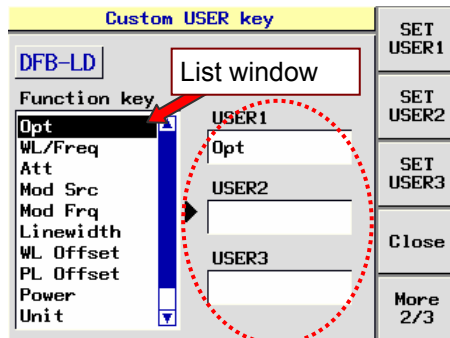 Custom USER key
DFB-LD
List window
Function key
Opt
WL/Freq
Att
Mod Src
Mod Frq
Linewidth
WL Offset
PL Offset
Power
Unit
USER1
Opt
USER2
USER3
SET
USER1
SET
USER2
SET
USER3
Close
More
2/3